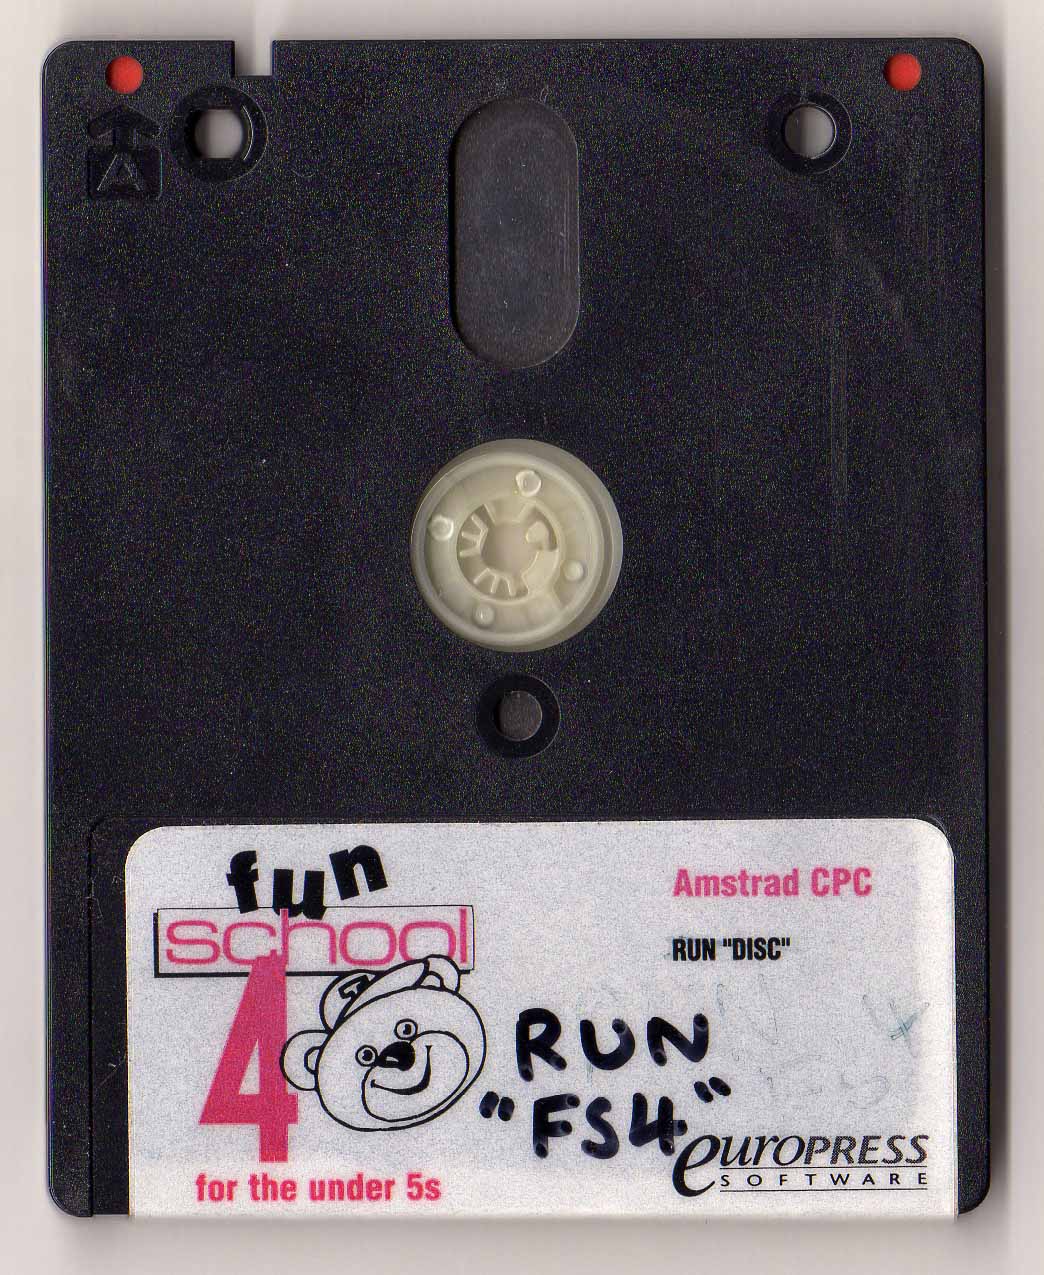 A
fun
school
4
for the under 5s
Amstrad CPC
RUN "DISC"
RUN
"FS4"
euroPRESS
SOFTWARE